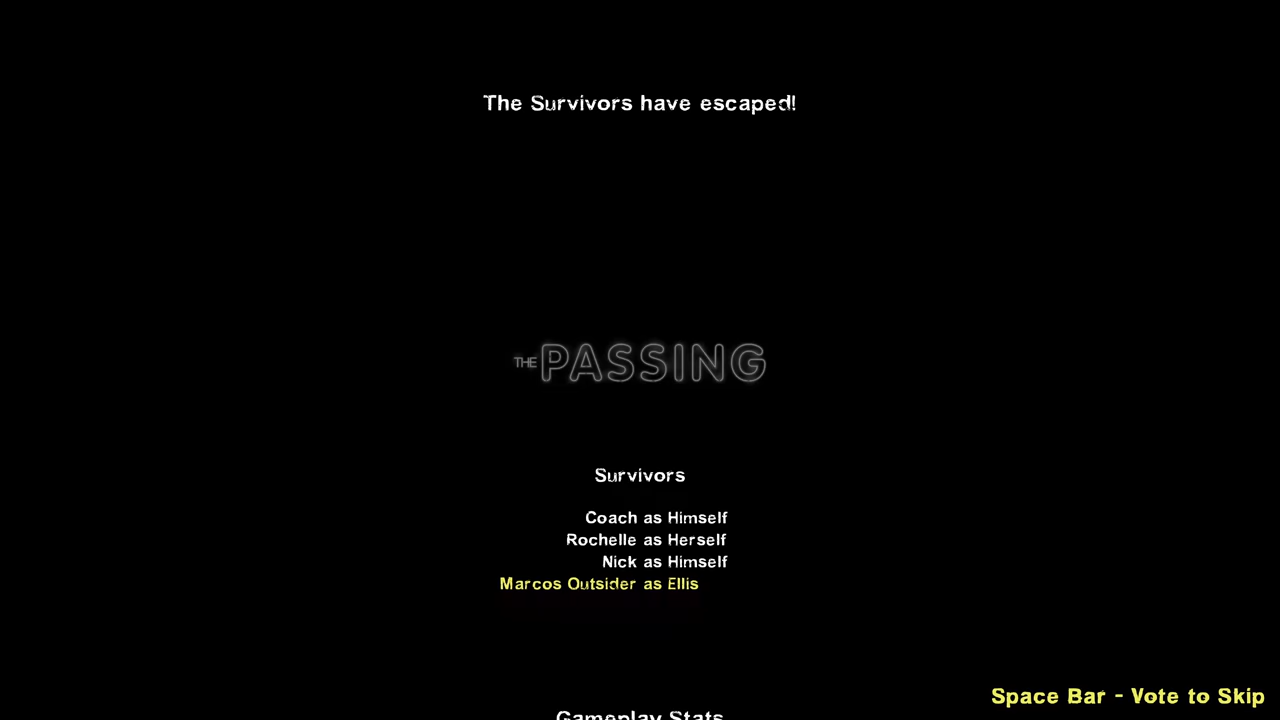 The Survivors have escaped!
THE PASSING
Survivors
Coach as Himself
Rochelle as Herself
Nick as Himself
Marcos Outsider as Ellis
Space Bar - Vote to Skip
Gameplay Stats